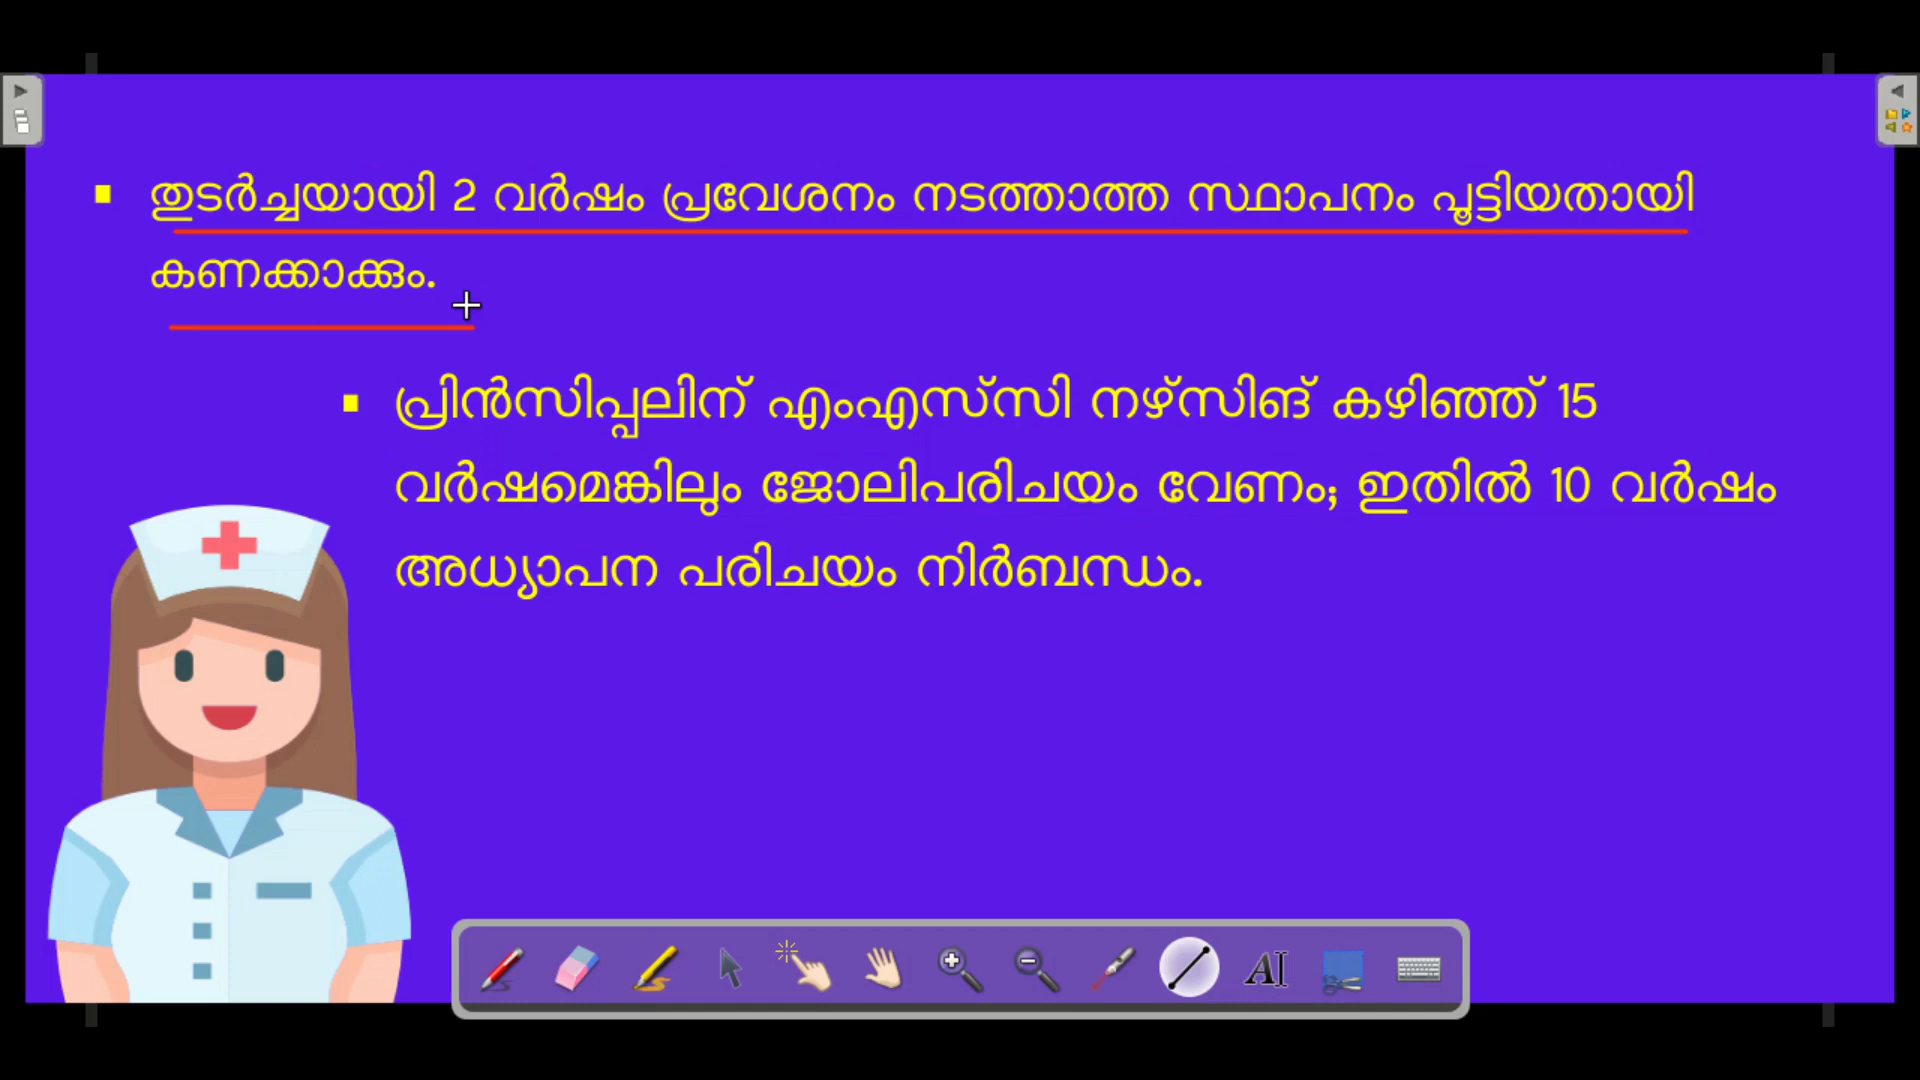 തുടർച്ചയായി 2 വർഷം പ്രവേശനം നടത്താത്ത സ്ഥാപനം പൂട്ടിയതായി
കണക്കാക്കും.
പ്രിൻസിപ്പലിന് എംഎസ്‌സി നഴ്സിങ് കഴിഞ്ഞ് 15
വർഷമെങ്കിലും ജോലിപരിചയം വേണം; ഇതിൽ 10 വർഷം
അധ്യാപന പരിചയം നിർബന്ധം.